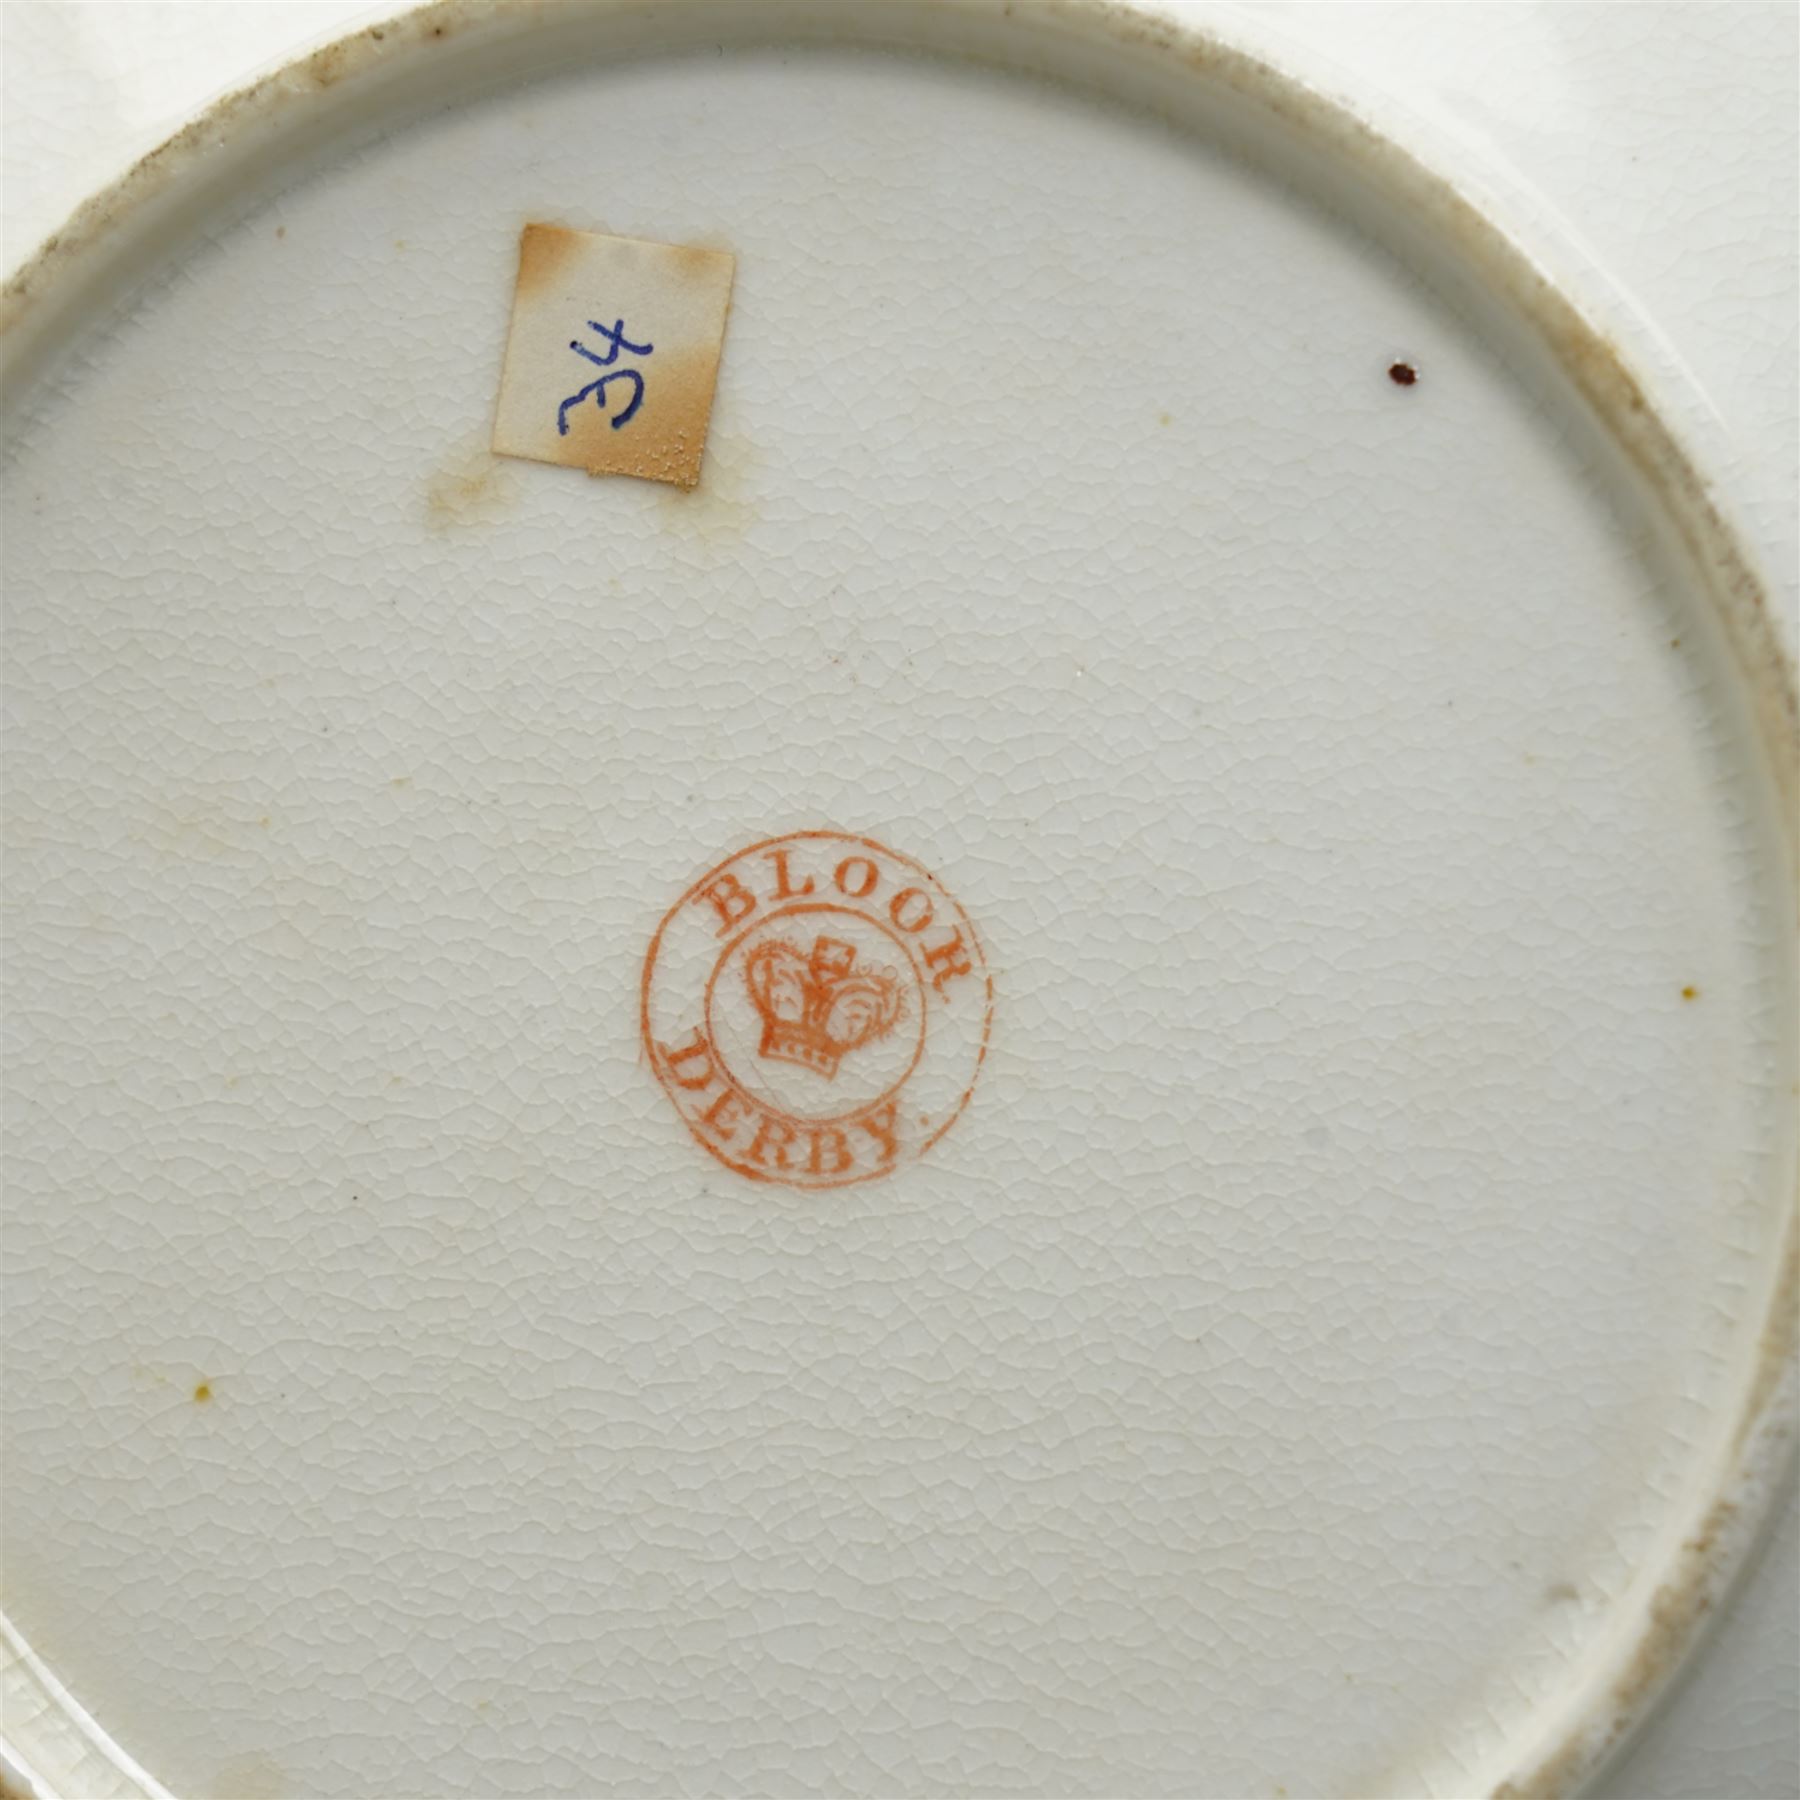 34
BLOOR
DERBY.